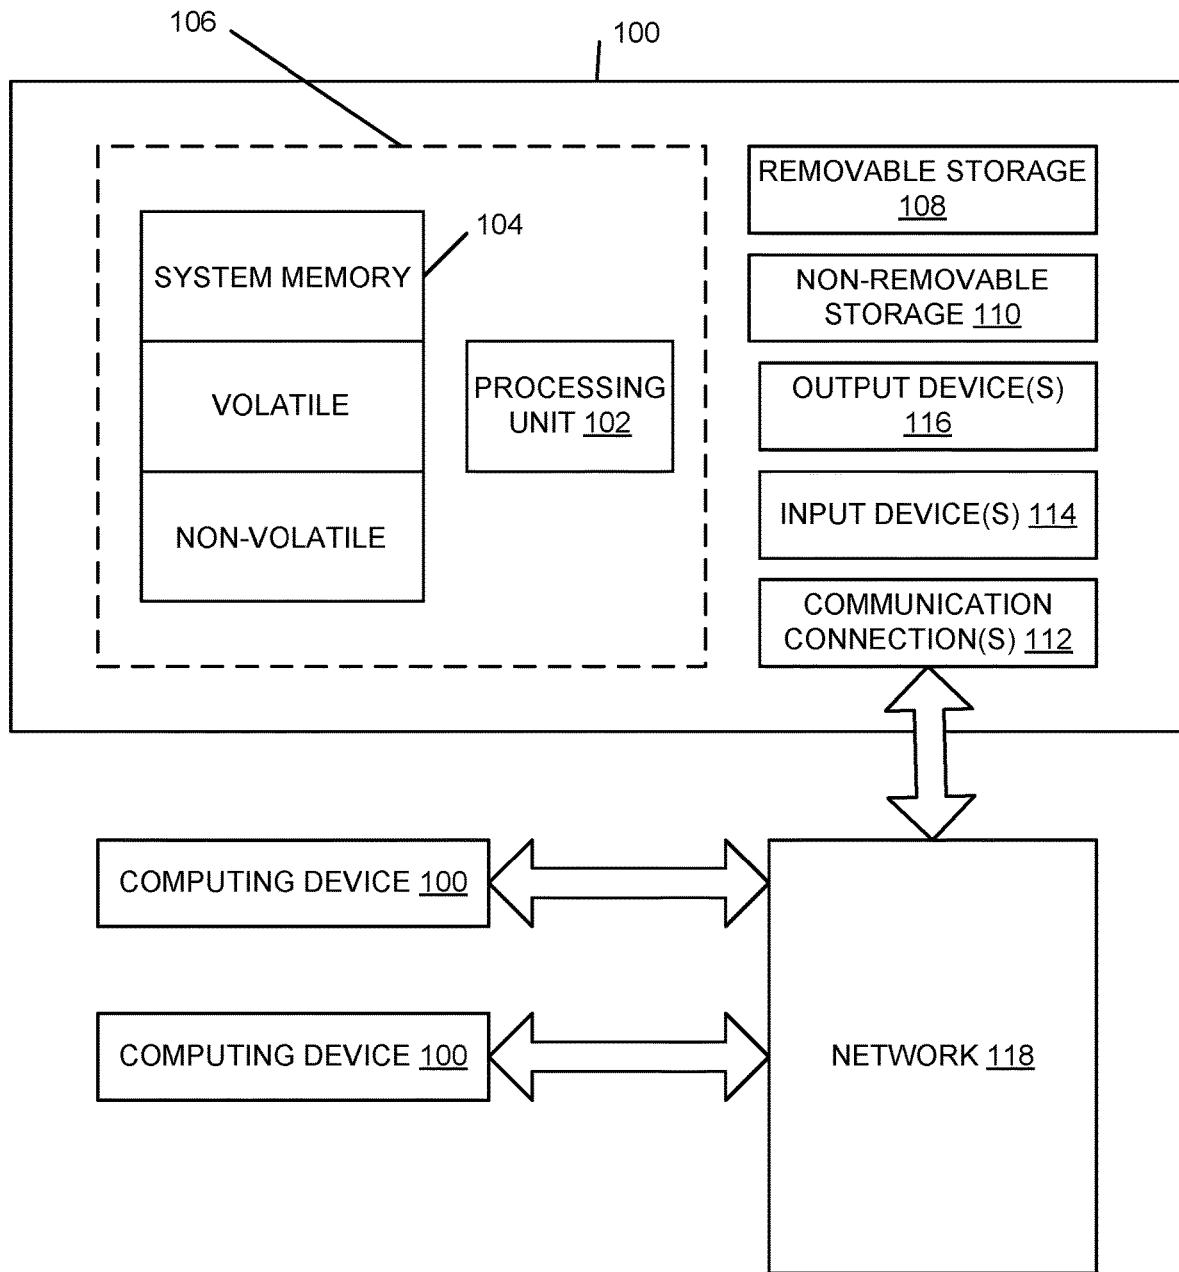 106
100
104
SYSTEM MEMORY
VOLATILE
NON-VOLATILE
PROCESSING
UNIT 102
REMOVABLE STORAGE
108
NON-REMOVABLE
STORAGE 110
OUTPUT DEVICE(S)
116
INPUT DEVICE(S) 114
COMMUNICATION
CONNECTION(S) 112
COMPUTING DEVICE 100
COMPUTING DEVICE 100
NETWORK 118